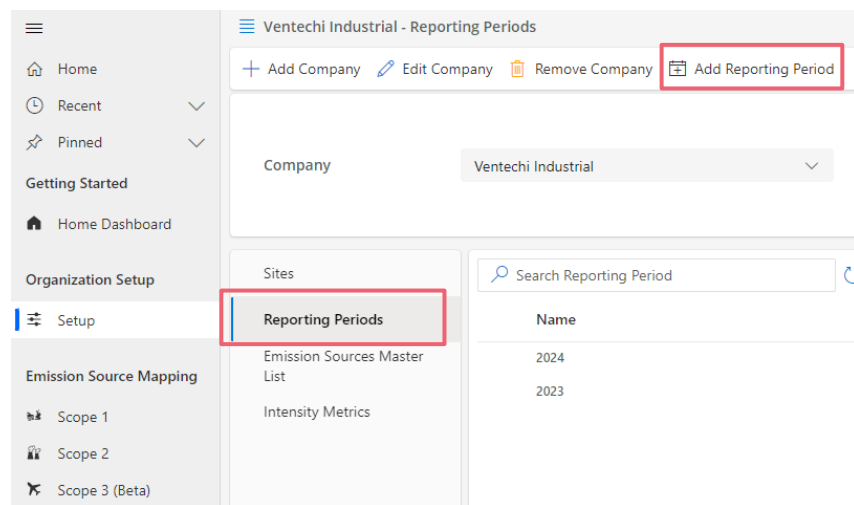 Ventechi Industrial - Reporting Periods
Home
Recent
Pinned
Getting Started
Home Dashboard
Organization Setup
Setup
Emission Source Mapping
Scope 1
Scope 2
Scope 3 (Beta)
Add Company
Edit Company
Remove Company
Add Reporting Period
Company
Ventechi Industrial
Sites
Reporting Periods
Emission Sources Master
List
Intensity Metrics
Search Reporting Period
Name
2024
2023